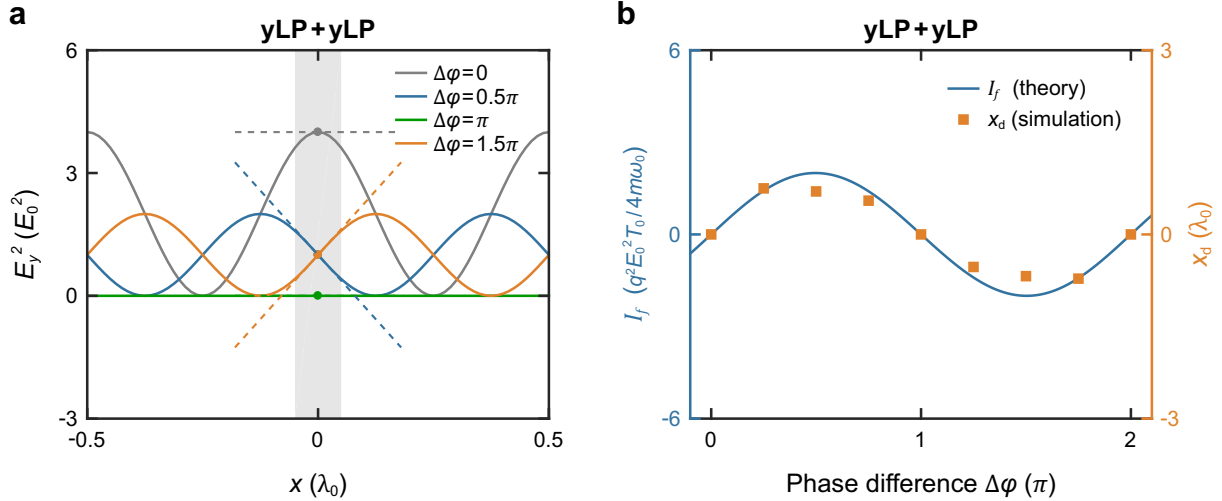 a
yLP+yLP
6
3
0
-3
-0.5
0
0.5
E_y^2 (E_0^2)
x (λ_0)
Δφ=0
Δφ=0.5π
Δφ=π
Δφ=1.5π
b
yLP+yLP
6
0
-6
I_f (q^2E_0^2T_0/4mω_0)
I_f (theory)
x_d (simulation)
3
0
-3
x_d (λ_0)
0
1
2
Phase difference Δφ (π)